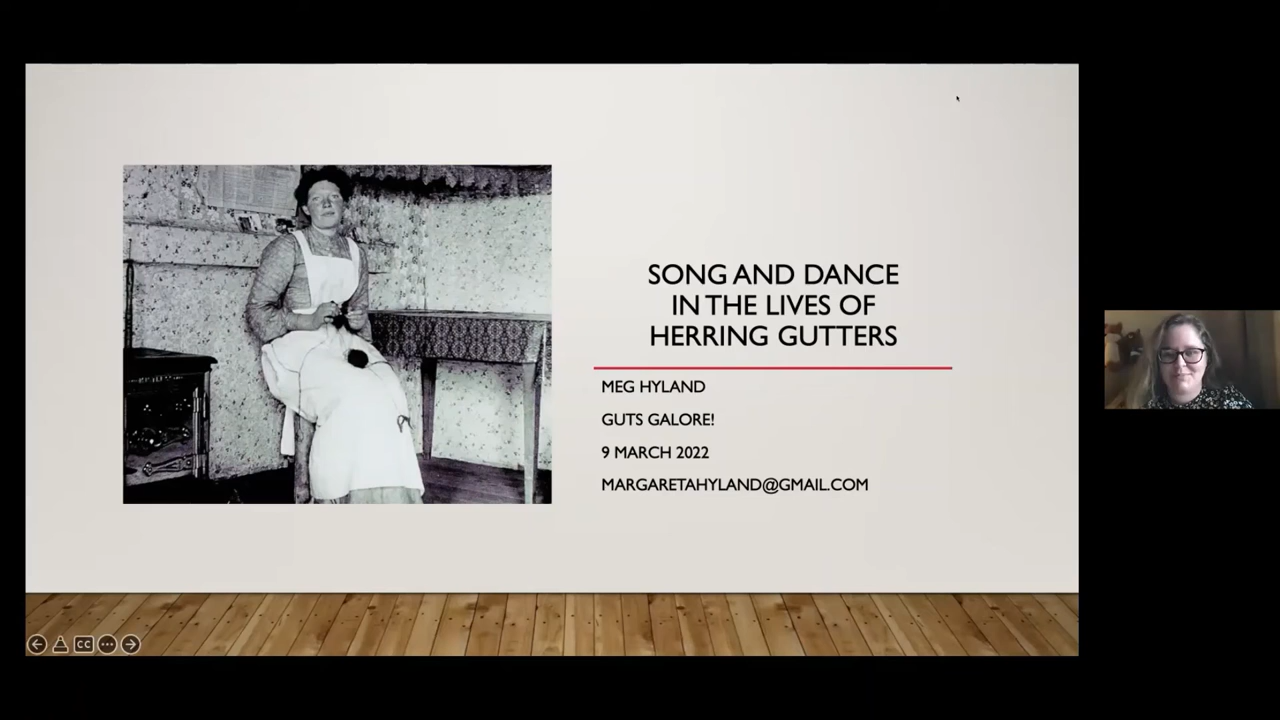 SONG AND DANCE
IN THE LIVES OF
HERRING GUTTERS
MEG HYLAND
GUTS GALORE!
9 MARCH 2022
MARGARETAHYLAND@GMAIL.COM
CC